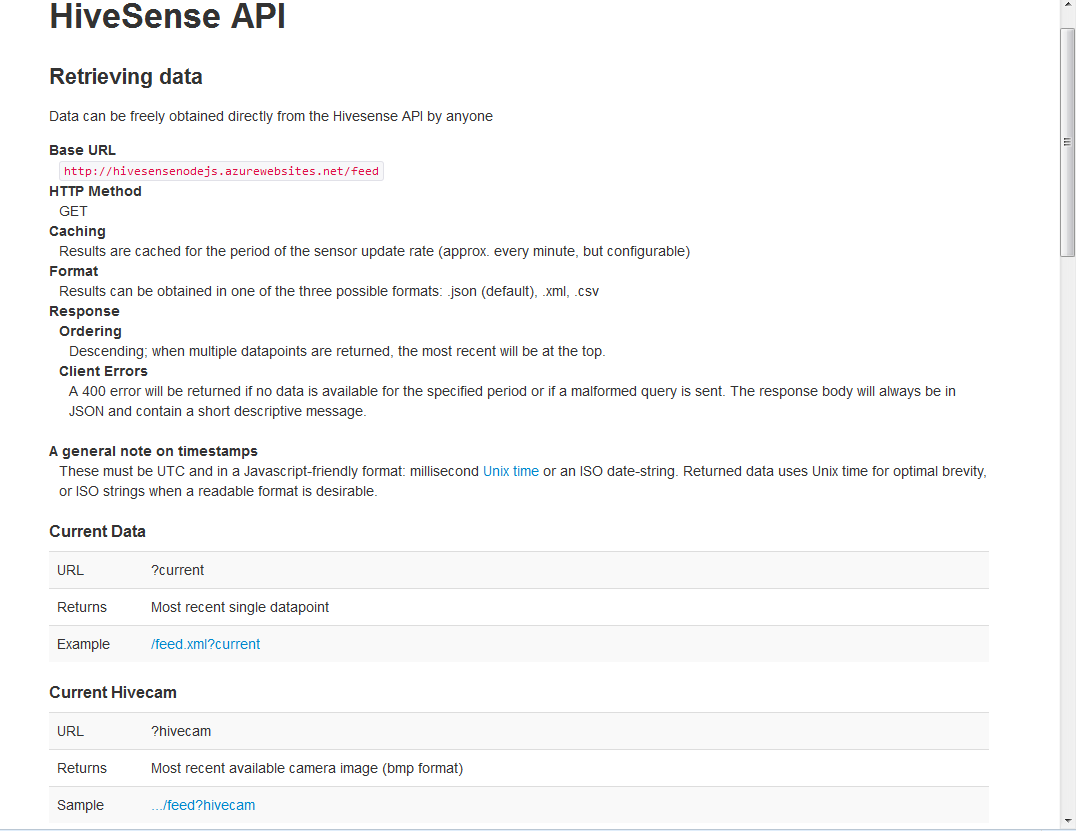 HiveSense API
Retrieving data
Data can be freely obtained directly from the Hivesense API by anyone
Base URL
http://hivesensenodejs.azurewebsites.net/feed
HTTP Method
GET
Caching
Results are cached for the period of the sensor update rate (approx. every minute, but configurable)
Format
Results can be obtained in one of the three possible formats: .json (default), .xml, .csv
Response
Ordering
Descending; when multiple datapoints are returned, the most recent will be at the top.
Client Errors
A 400 error will be returned if no data is available for the specified period or if a malformed query is sent. The response body will always be in
JSON and contain a short descriptive message.
A general note on timestamps
These must be UTC and in a Javascript-friendly format: millisecond Unix time or an ISO date-string. Returned data uses Unix time for optimal brevity,
or ISO strings when a readable format is desirable.
Current Data
URL ?current
Returns Most recent single datapoint
Example /feed.xml?current
Current Hivecam
URL ?hivecam
Returns Most recent available camera image (bmp format)
Sample .../feed?hivecam